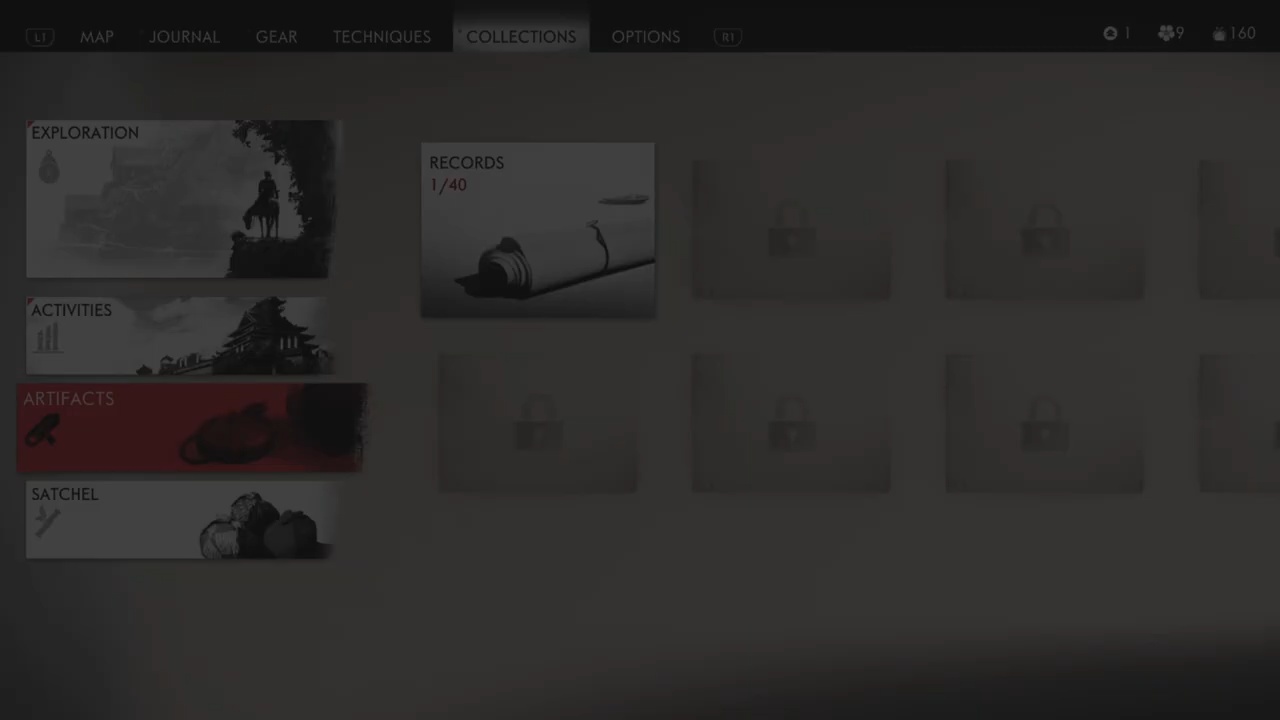 L1 MAP JOURNAL GEAR TECHNIQUES COLLECTIONS OPTIONS R1 1 9 160
EXPLORATION
RECORDS
1/40
ACTIVITIES
ARTIFACTS
SATCHEL